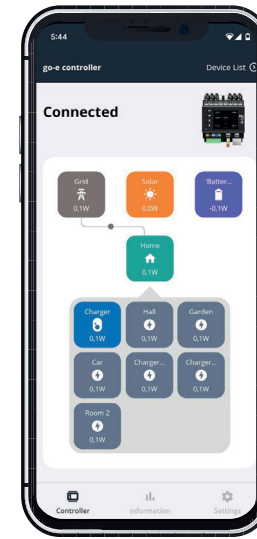 5:44
go-e controller Device List
Connected
Grid Solar 'Batter...
0,1W 0,0W -0,1W
Home
0,1W
Charger Hall Garden
0,1W 0,1W 0,1W
Car Charger... Charger...
0,1W 0,1W 0,1W
Room 2
0,1W
Controller Information Settings